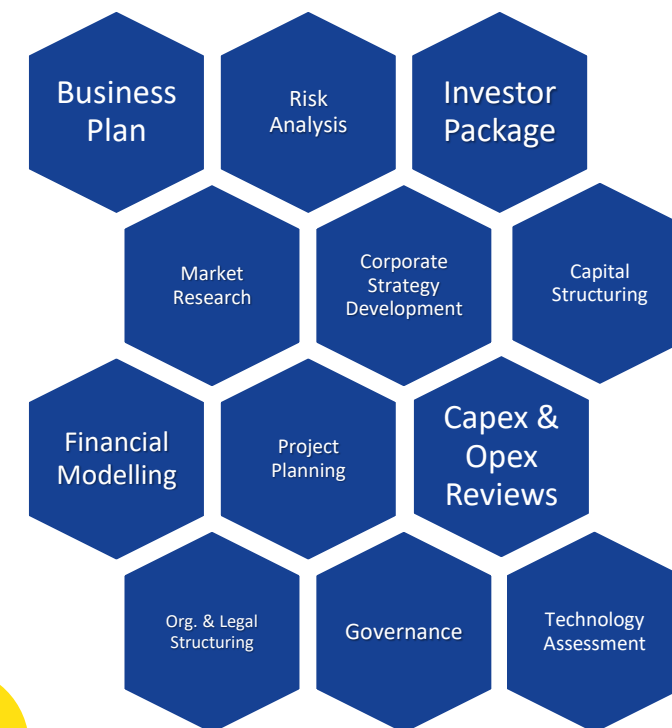 Business
Plan
Risk
Analysis
Investor
Package
Market
Research
Corporate
Strategy
Development
Capital
Structuring
Financial
Modelling
Project
Planning
Capex &
Opex
Reviews
Org. & Legal
Structuring
Governance
Technology
Assessment